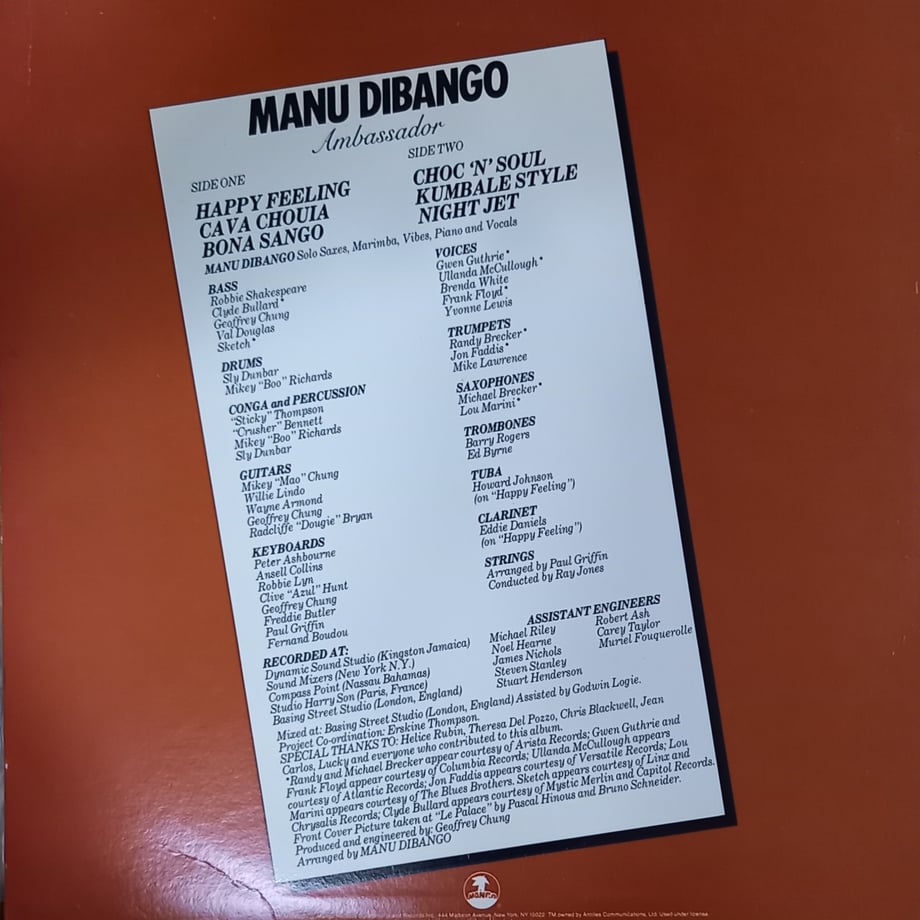 MANU DIBANGO
Ambassador
SIDE ONE
HAPPY FEELING
CAVA CHOUIA
BONA SANGO
SIDE TWO
CHOC ‘N’ SOUL
KUMBALE STYLE
NIGHT JET
MANU DIBANGO Solo Saxes, Marimba, Vibes, Piano and Vocals
BASS
Robbie Shakespeare
Clyde Bullard*
Geoffrey Chung
Val Douglas
Sketch*
DRUMS
Sly Dunbar
Mikey “Boo” Richards
CONGA and PERCUSSION
“Sticky” Thompson
“Crusher” Bennett
Mikey “Boo” Richards
Sly Dunbar
GUITARS
Mikey “Mao” Chung
Willie Lindo
Wayne Armond
Geoffrey Chung
Radcliffe “Dougie” Bryan
KEYBOARDS
Peter Ashbourne
Ansell Collins
Robbie Lyn
Clive “Azul” Hunt
Geoffrey Chung
Freddie Butler
Paul Griffin
Fernand Boudou
VOICES
Gwen Guthrie*
Ullanda McCullough*
Brenda White
Frank Floyd*
Yvonne Lewis
TRUMPETS
Randy Brecker*
Jon Faddis*
Mike Lawrence
SAXOPHONES
Michael Brecker*
Lou Marini*
TROMBONES
Barry Rogers
Ed Byrne
TUBA
Howard Johnson
(on “Happy Feeling”)
CLARINET
Eddie Daniels
(on “Happy Feeling”)
STRINGS
Arranged by Paul Griffin
Conducted by Ray Jones
RECORDED AT:
Dynamic Sound Studio (Kingston Jamaica)
Sound Mixers (New York N.Y.)
Compass Point (Nassau Bahamas)
Studio Harry Son (Paris, France)
Basing Street Studio (London, England)
ASSISTANT ENGINEERS
Michael Riley
Noel Hearne
James Nichols
Steven Stanley
Stuart Henderson
Robert Ash
Carey Taylor
Muriel Fouquerolle
Mixed at: Basing Street Studio (London, England) Assisted by Godwin Logie.
Project Co-ordination: Erskine Thompson.
SPECIAL THANKS TO: Helice Rubin, Theresa Del Pozzo, Chris Blackwell, Jean
Carlos, Lucky and everyone who contributed to this album.
*Randy and Michael Brecker appear courtesy of Arista Records; Gwen Guthrie and
Frank Floyd appear courtesy of Columbia Records; Ullanda McCullough appears
courtesy of Atlantic Records; Jon Faddis appears courtesy of Versatile Records; Lou
Marini appears courtesy of The Blues Brothers. Sketch appears courtesy of Linx and
Chrysalis Records; Clyde Bullard appears courtesy of Mystic Merlin and Capitol Records.
Front Cover Picture taken at “Le Palace” by Pascal Hinous and Bruno Schneider.
Produced and engineered by: Geoffrey Chung
Arranged by MANU DIBANGO
MANGO
Records Inc. 444 Madison Avenue, New York, NY 10022. TM owned by Antilles Communications, Ltd. Used under license